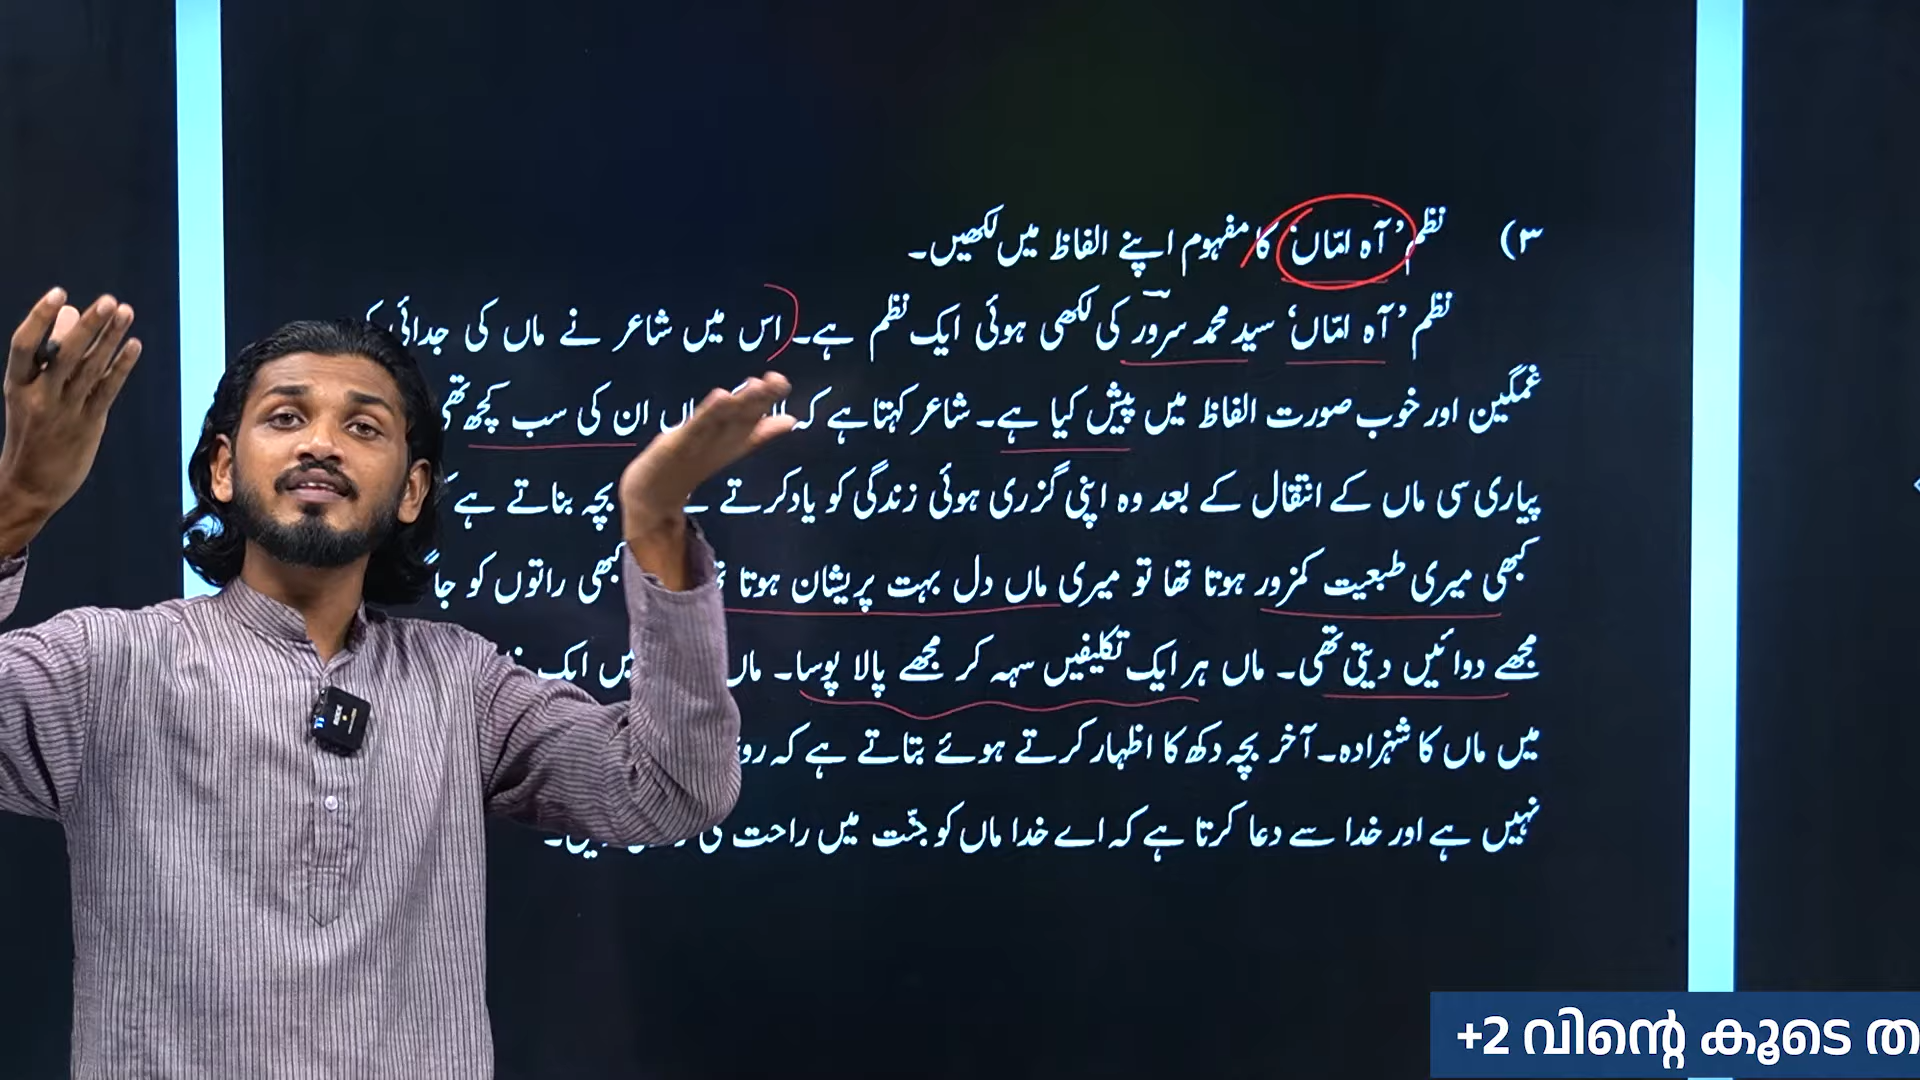 ۳) نظم ’آہ امّاں‘ کا مفہوم اپنے الفاظ میں لکھیں۔
نظم ’آہ امّاں‘ سید محمد سرور کی لکھی ہوئی ایک نظم ہے۔ اس میں شاعر نے ماں کی جدائی
غمگین اور خوب صورت الفاظ میں پیش کیا ہے۔ شاعر کہتا ہے کہ ان کی سب کچھ
پیاری سی ماں کے انتقال کے بعد وہ اپنی گزری ہوئی زندگی کو یاد کرتے بچہ بناتے ہے
کبھی میری طبعیت کمزور ہوتا تھا تو میری ماں دل بہت پریشان ہوتا کبھی راتوں کو
مجھے دوائیں دیتی تھی۔ ماں ہر ایک تکلیفیں سہہ کر مجھے پالا پوسا۔ ماں ایک
میں ماں کا شہزادہ۔ آخر بچہ دکھ کا اظہار کرتے ہوئے بتاتے ہے کہ
نہیں ہے اور خدا سے دعا کرتا ہے کہ اے خدا ماں کو جنّت میں راحت
+2 വിന്റെ കൂടെ